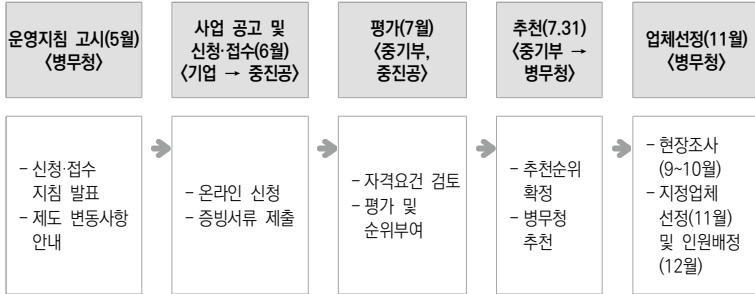 운영지침 고시(5월)
〈병무청〉
사업 공고 및
신청·접수(6월)
〈기업 → 중진공〉
평가(7월)
〈중기부,
중진공〉
추천(7.31)
〈중기부 →
병무청〉
업체선정(11월)
〈병무청〉
- 신청·접수
지침 발표
- 제도 변동사항
안내
- 온라인 신청
- 증빙서류 제출
- 자격요건 검토
- 평가 및
순위부여
- 추천순위
확정
- 병무청
추천
- 현장조사
(9~10월)
- 지정업체
선정(11월)
및 인원배정
(12월)